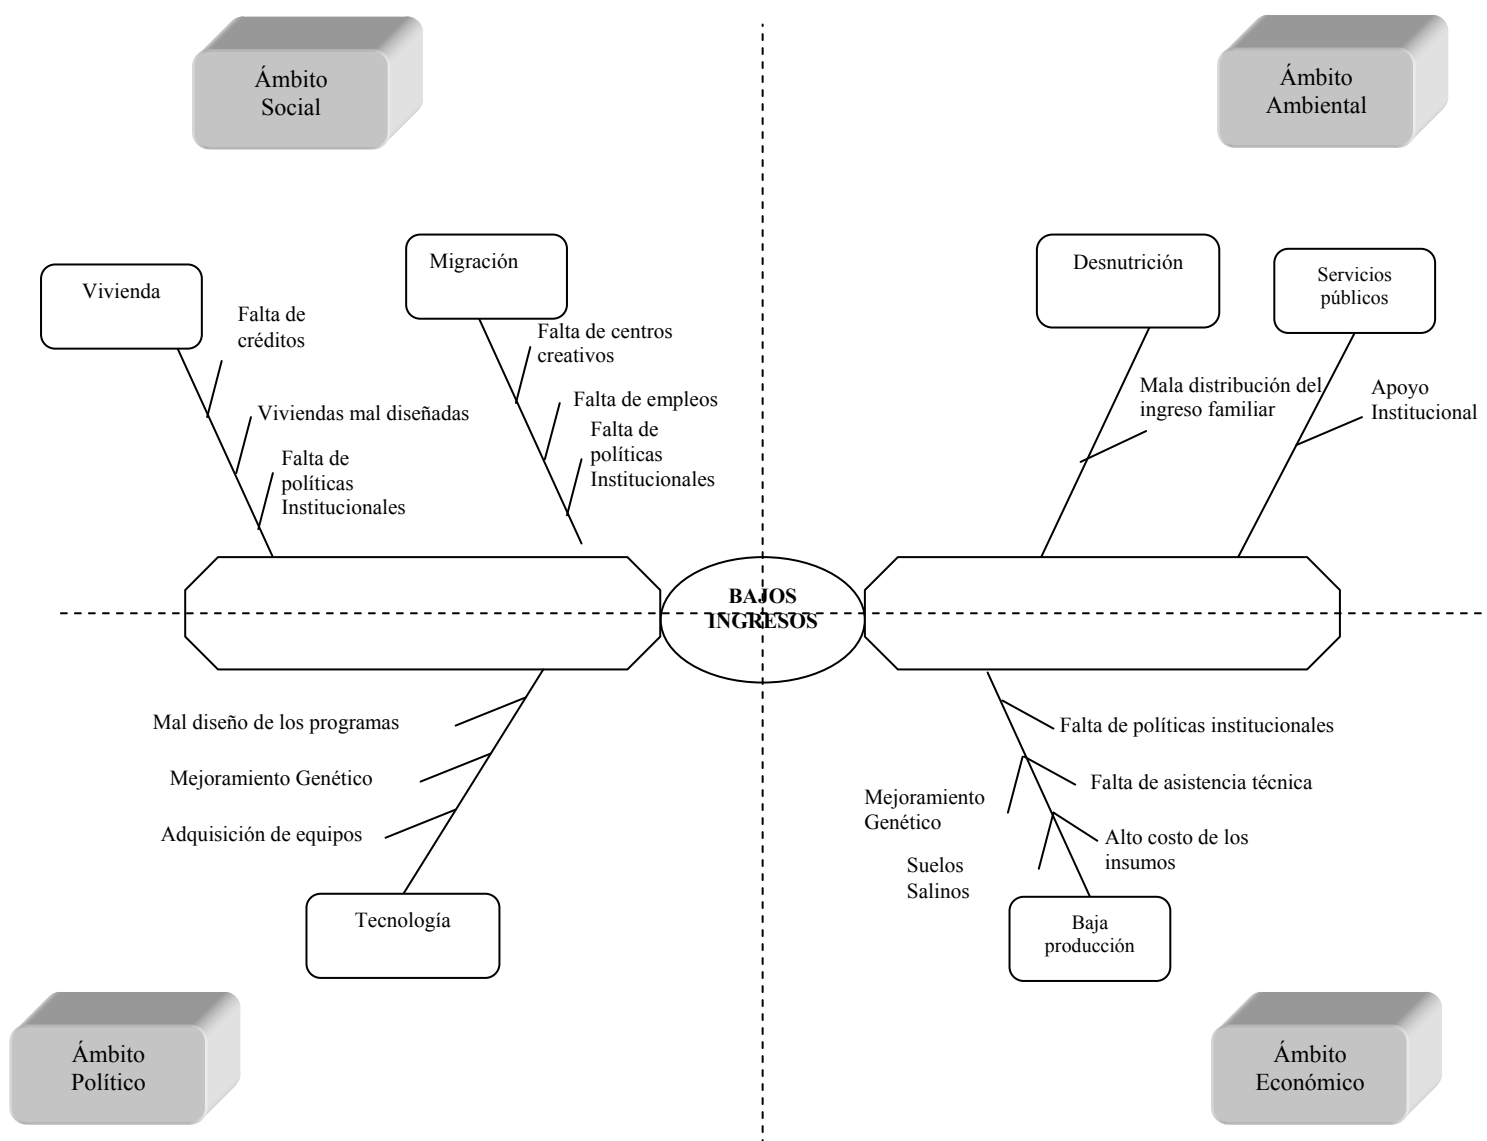 Ámbito
Social
Ámbito
Ambiental
Vivienda
Migración
Desnutrición
Servicios
públicos
Falta de
créditos
Viviendas mal diseñadas
Falta de
políticas
Institucionales
Falta de centros
creativos
Falta de empleos
Falta de
políticas
Institucionales
Mala distribución del
ingreso familiar
Apoyo
Institucional
BAJOS
INGRESOS
Mal diseño de los programas
Mejoramiento Genético
Adquisición de equipos
Tecnología
Falta de políticas institucionales
Falta de asistencia técnica
Mejoramiento
Genético
Alto costo de los
insumos
Suelos
Salinos
Baja
producción
Ámbito
Político
Ámbito
Económico